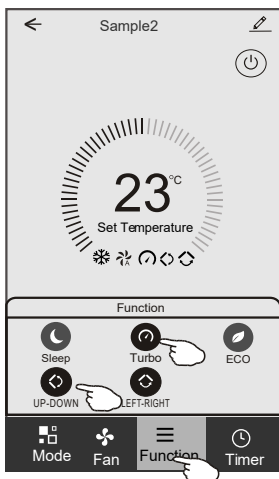 Sample2
23°C
Set Temperature
A
Function
Sleep Turbo ECO
UP-DOWN LEFT-RIGHT
Mode Fan Function Timer